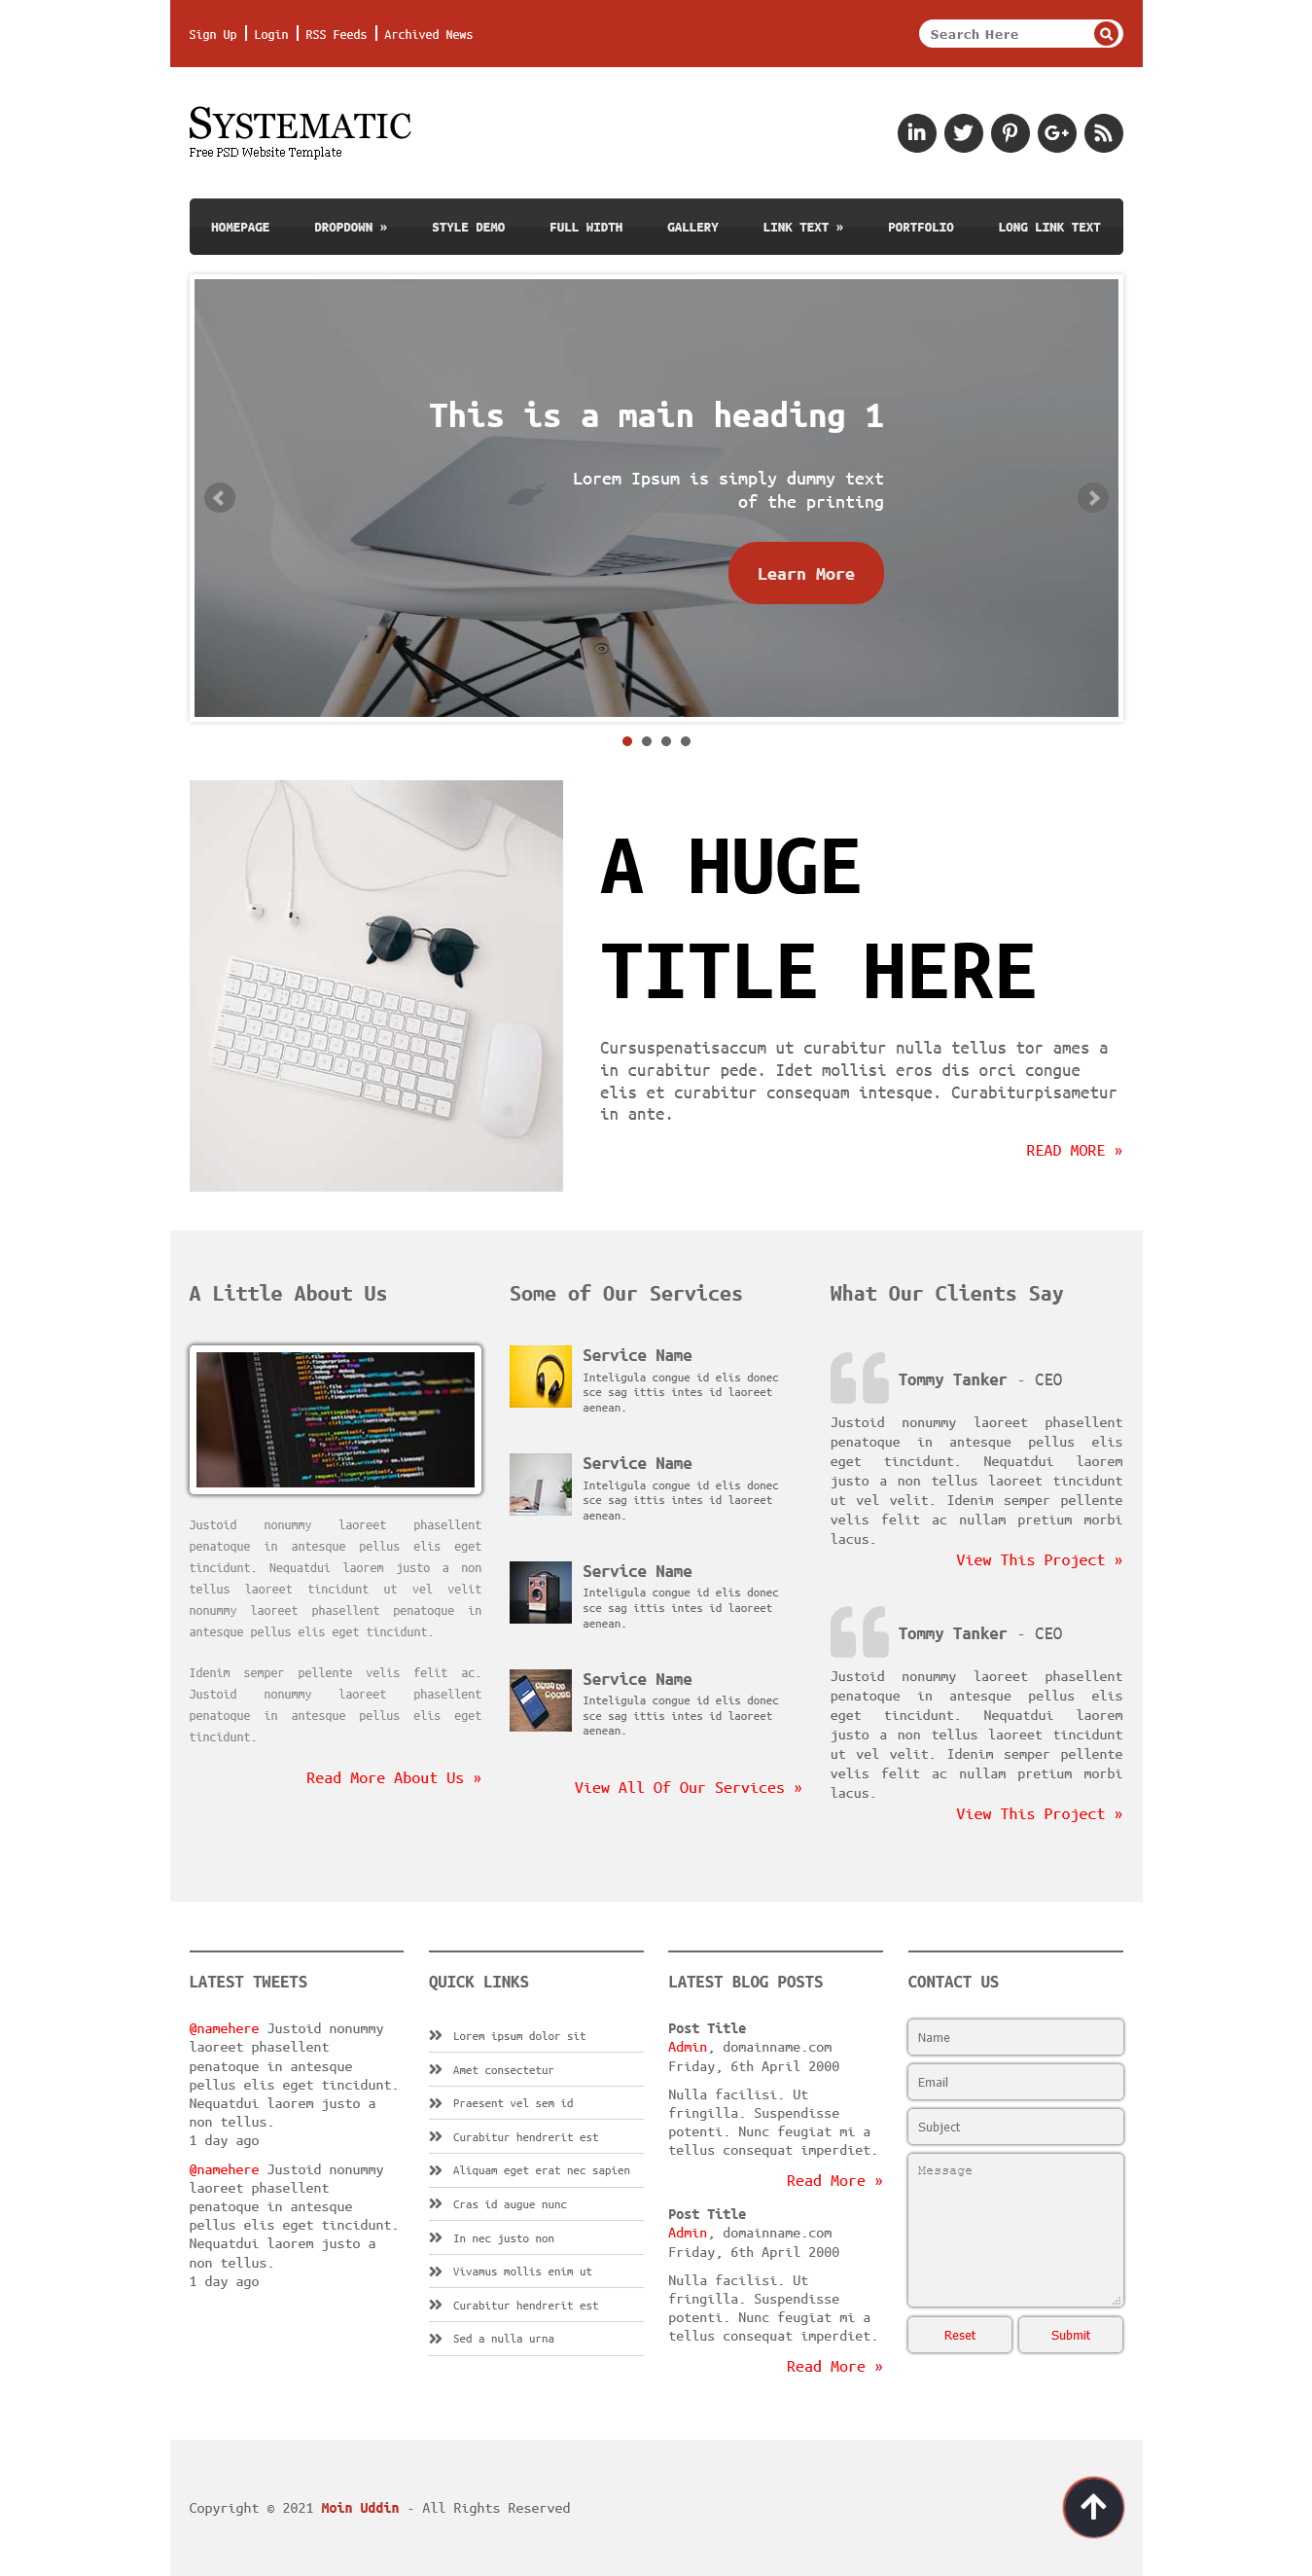 Sign Up
Login
RSS Feeds
Archived News
Search Here
SYSTEMATIC
Free PSD Website Template
HOMEPAGE
DROPDOWN »
STYLE DEMO
FULL WIDTH
GALLERY
LINK TEXT »
PORTFOLIO
LONG LINK TEXT
This is a main heading 1
Lorem Ipsum is simply dummy text
of the printing
Learn More
A HUGE
TITLE HERE
Cursuspenatisaccum ut curabitur nulla tellus tor ames a
in curabitur pede. Idet mollisi eros dis orci congue
elis et curabitur consequam intesque. Curabiturpisametur
in ante.
READ MORE »
A Little About Us
Justoid nonummy laoreet phasellent
penatoque in antesque pellus elis eget
tincidunt. Nequatdui laorem justo a non
tellus laoreet tincidunt ut vel velit
nonummy laoreet phasellent penatoque in
antesque pellus elis eget tincidunt.
Idenim semper pellente velis felit ac.
Justoid nonummy laoreet phasellent
penatoque in antesque pellus elis eget
tincidunt.
Read More About Us »
Some of Our Services
Service Name
Inteligula congue id elis donec
sce sag ittis intes id laoreet
aenean.
Service Name
Inteligula congue id elis donec
sce sag ittis intes id laoreet
aenean.
Service Name
Inteligula congue id elis donec
sce sag ittis intes id laoreet
aenean.
Service Name
Inteligula congue id elis donec
sce sag ittis intes id laoreet
aenean.
View All Of Our Services »
What Our Clients Say
Tommy Tanker - CEO
Justoid nonummy laoreet phasellent
penatoque in antesque pellus elis
eget tincidunt. Nequatdui laorem
justo a non tellus laoreet tincidunt
ut vel velit. Idenim semper pellente
velis felit ac nullam pretium morbi
lacus.
View This Project »
Tommy Tanker - CEO
Justoid nonummy laoreet phasellent
penatoque in antesque pellus elis
eget tincidunt. Nequatdui laorem
justo a non tellus laoreet tincidunt
ut vel velit. Idenim semper pellente
velis felit ac nullam pretium morbi
lacus.
View This Project »
LATEST TWEETS
@namehere Justoid nonummy
laoreet phasellent
penatoque in antesque
pellus elis eget tincidunt.
Nequatdui laorem justo a
non tellus.
1 day ago
@namehere Justoid nonummy
laoreet phasellent
penatoque in antesque
pellus elis eget tincidunt.
Nequatdui laorem justo a
non tellus.
1 day ago
QUICK LINKS
Lorem ipsum dolor sit
Amet consectetur
Praesent vel sem id
Curabitur hendrerit est
Aliquam eget erat nec sapien
Cras id augue nunc
In nec justo non
Vivamus mollis enim ut
Curabitur hendrerit est
Sed a nulla urna
LATEST BLOG POSTS
Post Title
Admin, domainname.com
Friday, 6th April 2000
Nulla facilisi. Ut
fringilla. Suspendisse
potenti. Nunc feugiat mi a
tellus consequat imperdiet.
Read More »
Post Title
Admin, domainname.com
Friday, 6th April 2000
Nulla facilisi. Ut
fringilla. Suspendisse
potenti. Nunc feugiat mi a
tellus consequat imperdiet.
Read More »
CONTACT US
Name
Email
Subject
Message
Reset
Submit
Copyright © 2021 Moin Uddin - All Rights Reserved